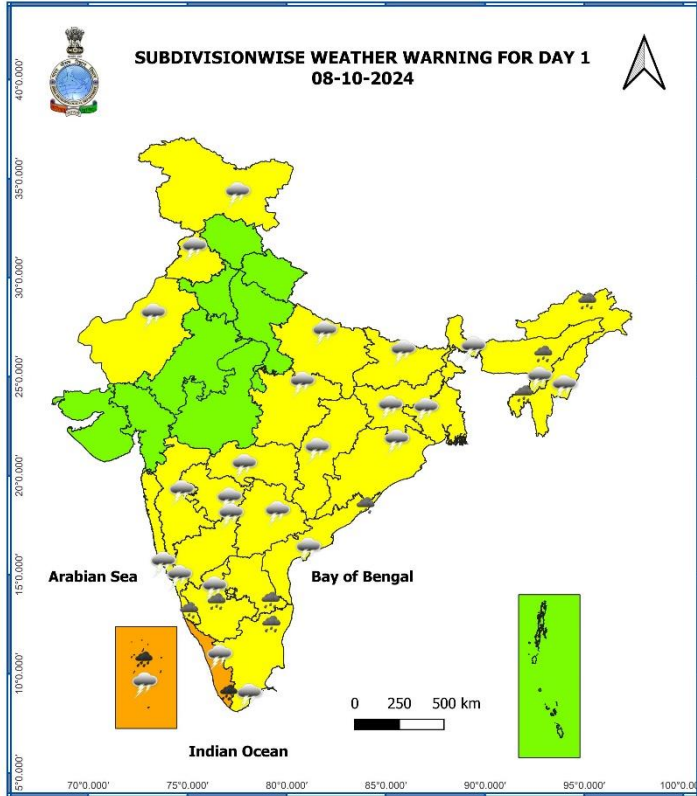 SUBDIVISIONWISE WEATHER WARNING FOR DAY 1
08-10-2024
40°0.000'
35°0.000'
30°0.000'
25°0.000'
20°0.000'
15°0.000'
10°0.000'
5°0.000'
Arabian Sea
Bay of Bengal
0 250 500 km
Indian Ocean
70°0.000' 75°0.000' 80°0.000' 85°0.000' 90°0.000' 95°0.000' 100°0.0